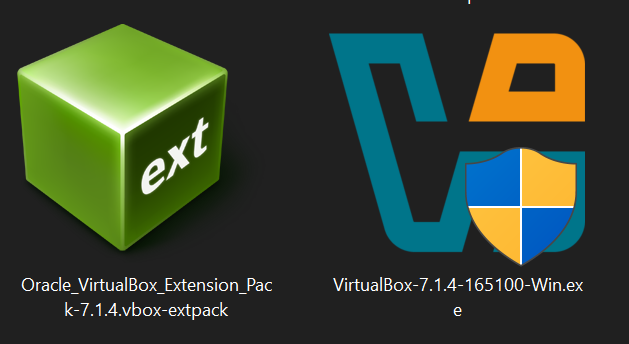 ext
Oracle_VirtualBox_Extension_Pac
k-7.1.4.vbox-extpack
VirtualBox-7.1.4-165100-Win.ex
e